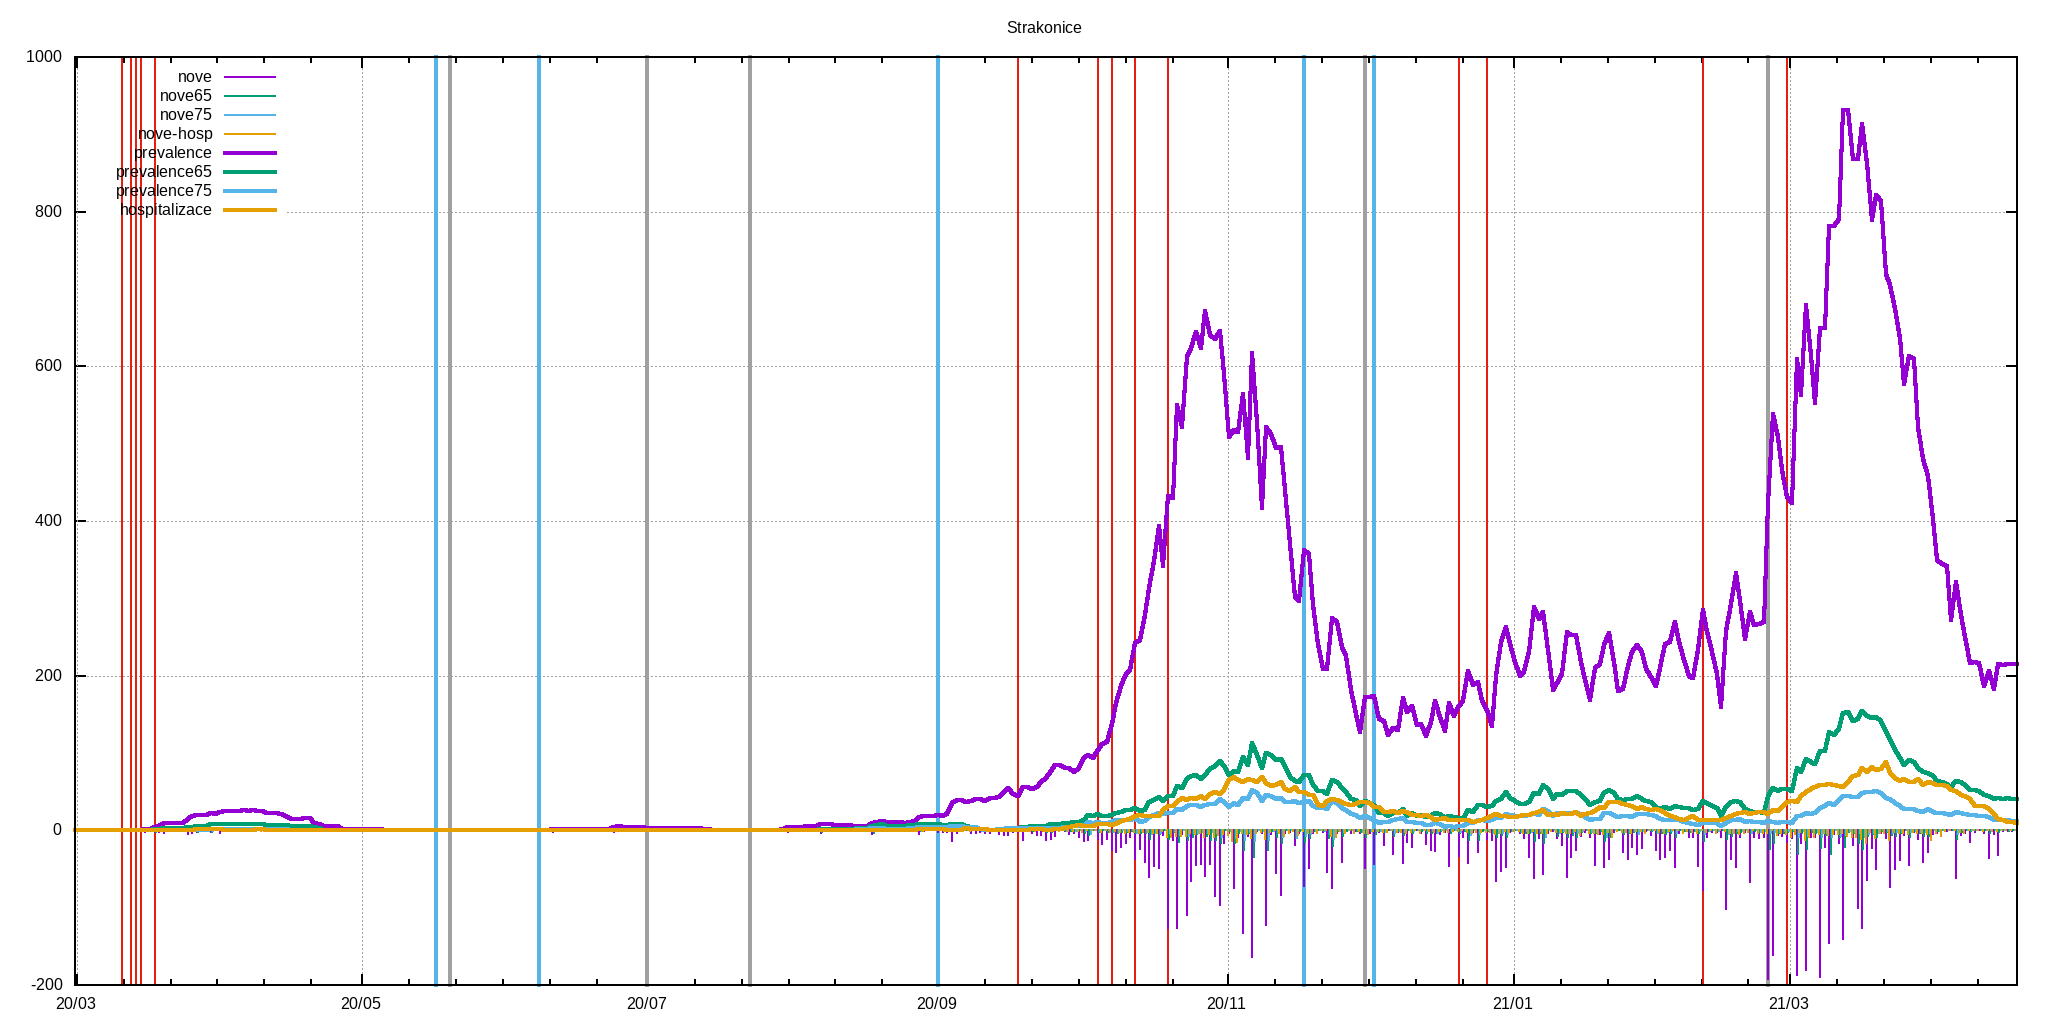 Strakonice
1000
800
600
400
200
0
-200
nove
nove65
nove75
nove-hosp
prevalence
prevalence65
prevalence75
hospitalizace
20/03
20/05
20/07
20/09
20/11
21/01
21/03